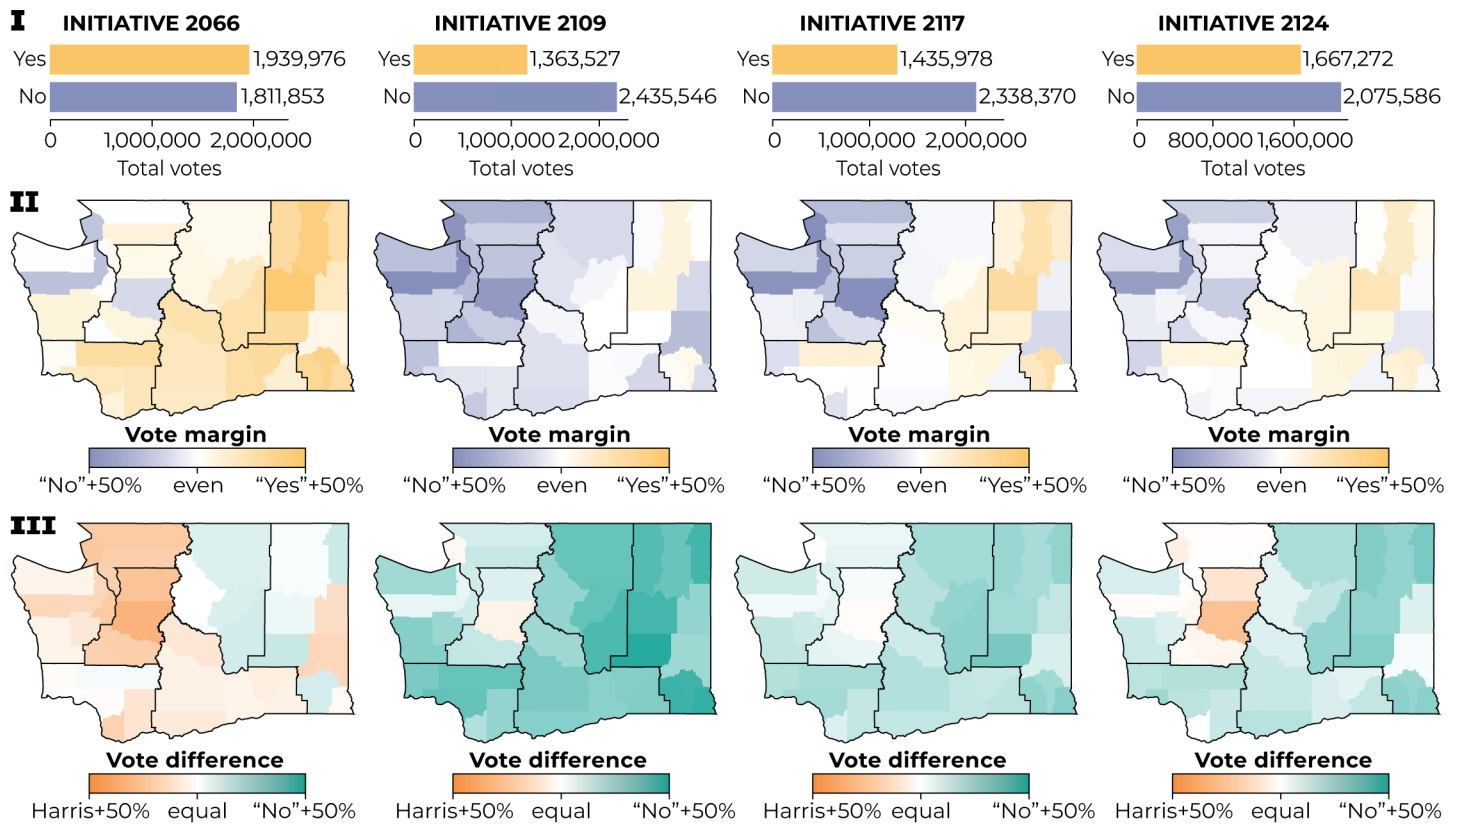 I
INITIATIVE 2066
INITIATIVE 2109
INITIATIVE 2117
INITIATIVE 2124
Yes 1,939,976
Yes 1,363,527
Yes 1,435,978
Yes 1,667,272
No 1,811,853
No 2,435,546
No 2,338,370
No 2,075,586
0 1,000,000 2,000,000
0 1,000,000 2,000,000
0 1,000,000 2,000,000
0 800,000 1,600,000
Total votes
Total votes
Total votes
Total votes
II
Vote margin
Vote margin
Vote margin
Vote margin
“No”+50% even “Yes”+50%
“No”+50% even “Yes”+50%
“No”+50% even “Yes”+50%
“No”+50% even “Yes”+50%
III
Vote difference
Vote difference
Vote difference
Vote difference
Harris+50% equal “No”+50%
Harris+50% equal “No”+50%
Harris+50% equal “No”+50%
Harris+50% equal “No”+50%